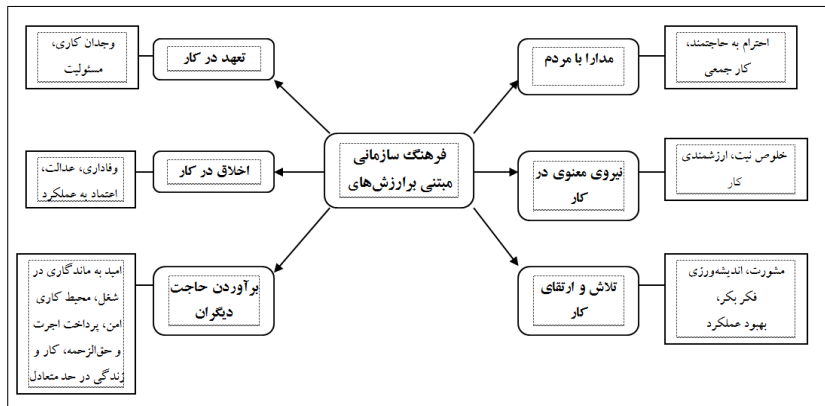 فرهنگ سازمانی
مبتنی بر ارزش‌های
مدارا با مردم
احترام به حاجتمند،
کار جمعی
نیروی معنوی در
کار
خلوص نیت، ارزشمندی
کار
تلاش و ارتقای
کار
مشورت، اندیشه‌ورزی
فکر بکر،
بهبود عملکرد
تعهد در کار
وجدان کاری،
مسئولیت
اخلاق در کار
وفاداری، عدالت،
اعتماد به عملکرد
برآوردن حاجت
دیگران
امید به ماندگاری در
شغل، محیط کاری
امن، پرداخت اجرت
و حق‌الزحمه، کار و
زندگی در حد متعادل